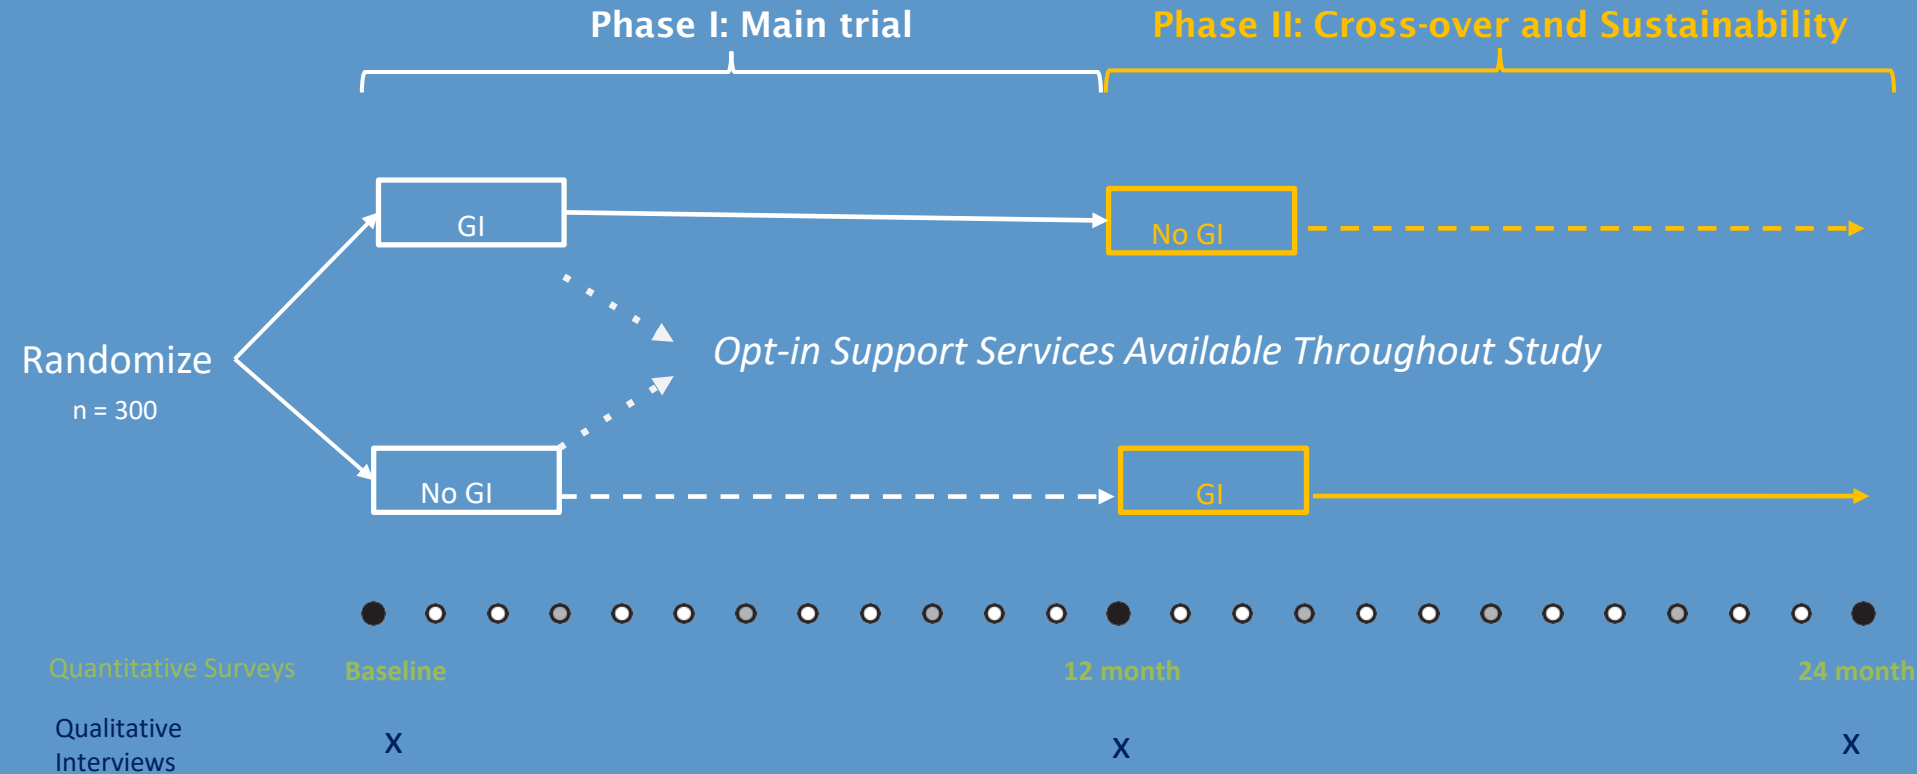 Phase I: Main trial
Phase II: Cross-over and Sustainability
GI
No GI
Opt-in Support Services Available Throughout Study
Randomize
n = 300
No GI
GI
Quantitative Surveys
Baseline
12 month
24 month
Qualitative
Interviews
X
X
X